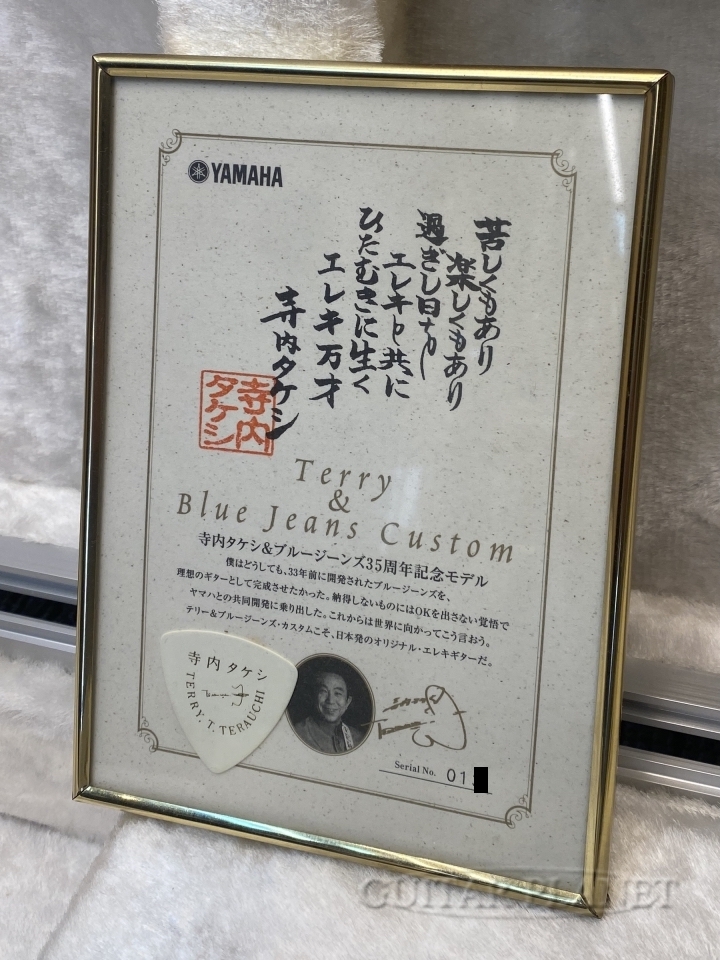 YAMAHA
苦しくもあり
楽しくもあり
過ぎし日々
エレキと共に
ひたむきに生く
エレキ万才
寺内タケシ
寺内
タケシ
Terry
&
Blue Jeans Custom
寺内タケシ&ブルージーンズ35周年記念モデル
僕はどうしても、33年前に開発されたブルージーンズを、
理想のギターとして完成させたかった。納得しないものにはOKを出さない覚悟で
ヤマハとの共同開発に乗り出した。これからは世界に向かってこう言おう。
テリー&ブルージーンズ・カスタムこそ、日本発のオリジナル・エレキギターだ。
寺内タケシ
TERRY. T. TERAUCHI
Serial No. 01
GUITAR PLANET